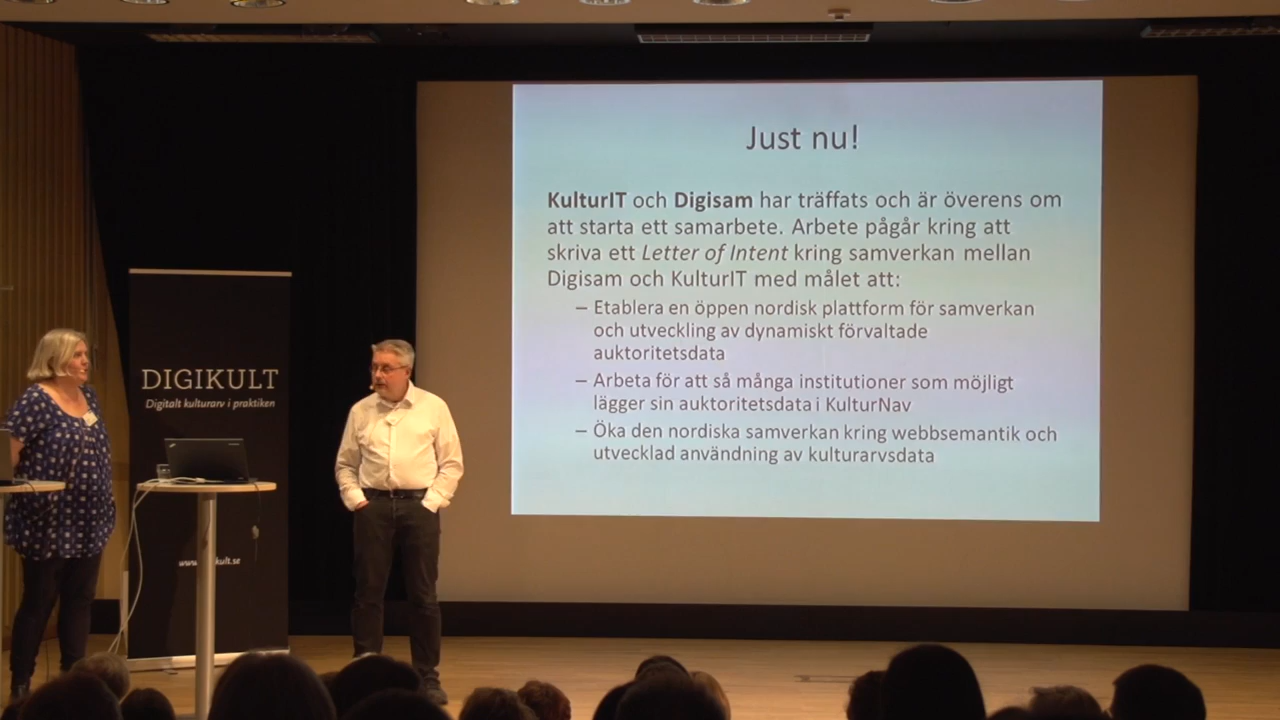 Just nu!
KulturIT och Digisam har träffats och är överens om
att starta ett samarbete. Arbete pågår kring att
skriva ett Letter of Intent kring samverkan mellan
Digisam och KulturIT med målet att:
– Etablera en öppen nordisk plattform för samverkan
och utveckling av dynamiskt förvaltade
auktoritetsdata
– Arbeta för att så många institutioner som möjligt
lägger sin auktoritetsdata i KulturNav
– Öka den nordiska samverkan kring webbsemantik och
utvecklad användning av kulturarvsdata
DIGIKULT
Digitalt kulturarv i praktiken